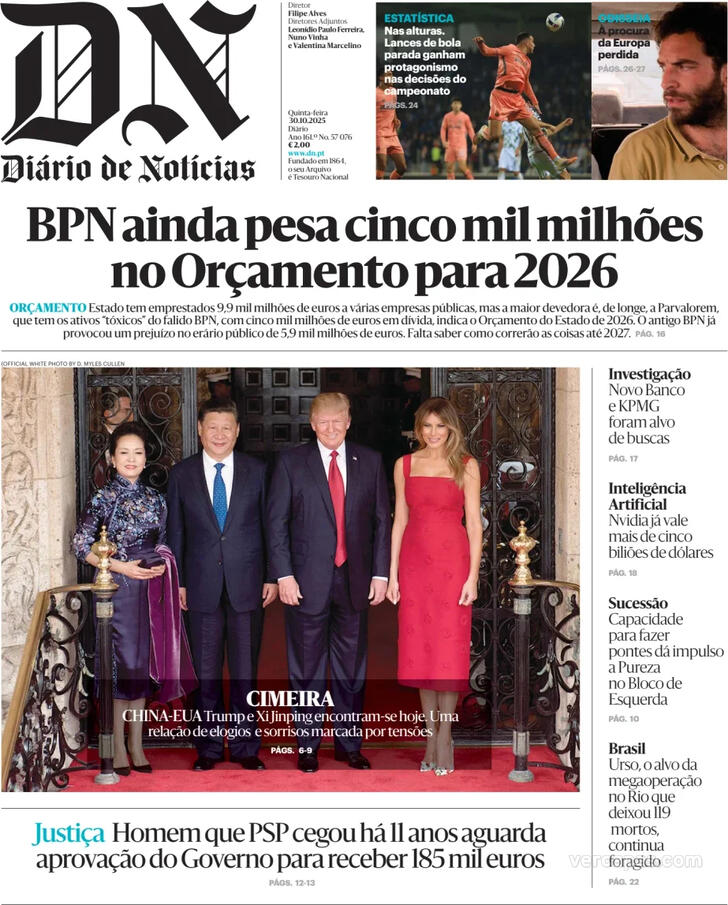 DN
Diário de Notícias
Diretor
Filipe Alves
Diretores Adjuntos
Leonídio Paulo Ferreira,
Nuno Vinha
e Valentina Marcelino
Quinta-feira
30.10.2025
Diário
Ano 161.º No. 57 076
€ 2,00
www.dn.pt
Fundado em 1864,
o seu Arquivo
é Tesouro Nacional
ESTATÍSTICA
Nas alturas.
Lances de bola
parada ganham
protagonismo
nas decisões do
campeonato
PÁGS. 24
ODISSEIA
À procura
da Europa
perdida
PÁGS. 26-27
BPN ainda pesa cinco mil milhões
no Orçamento para 2026
ORÇAMENTO Estado tem emprestados 9,9 mil milhões de euros a várias empresas públicas, mas a maior devedora é, de longe, a Parvalorem,
que tem os ativos “tóxicos” do falido BPN, com cinco mil milhões de euros em dívida, indica o Orçamento do Estado de 2026. O antigo BPN já
provocou um prejuízo no erário público de 5,9 mil milhões de euros. Falta saber como correrão as coisas até 2027. PÁG. 16
(OFFICIAL WHITE PHOTO BY D. MYLES CULLEN
CIMEIRA
CHINA-EUA Trump e Xi Jinping encontram-se hoje. Uma
relação de elogios e sorrisos marcada por tensões
PÁGS. 6-9
Investigação
Novo Banco
e KPMG
foram alvo
de buscas
PÁG. 17
Inteligência
Artificial
Nvidia já vale
mais de cinco
biliões de dólares
PÁG. 18
Sucessão
Capacidade
para fazer
pontes dá impulso
a Pureza
no Bloco de
Esquerda
PÁG. 10
Brasil
Urso, o alvo da
megaoperação
no Rio que
deixou 119
mortos,
continua
foragido
PÁG. 22
Justiça Homem que PSP cegou há 11 anos aguarda
aprovação do Governo para receber 185 mil euros
PÁGS. 12-13